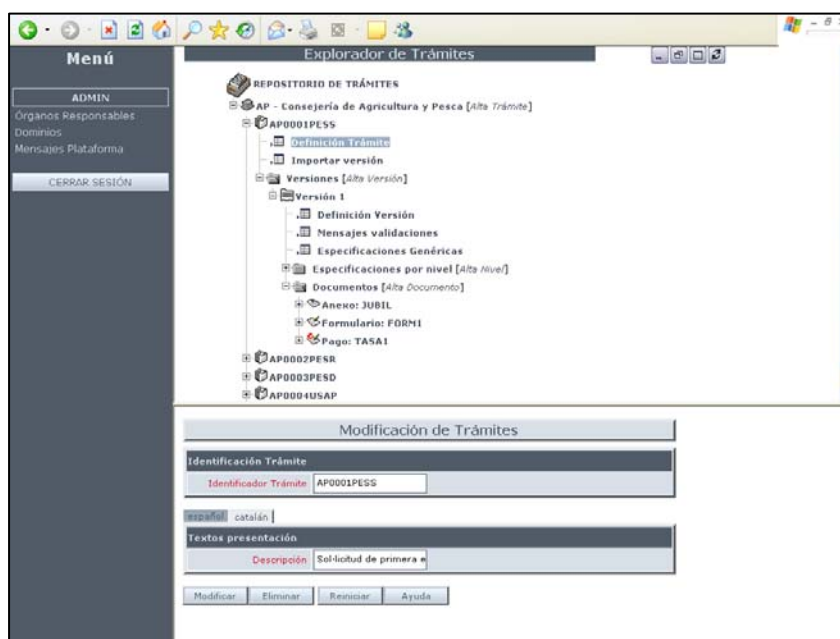 Menú
ADMIN
Órganos Responsables
Dominios
Mensajes Plataforma
CERRAR SESIÓN
Explorador de Trámites
REPOSITORIO DE TRÁMITES
AP - Consejería de Agricultura y Pesca [Alta Trámite]
AP0001PESS
Definición Trámite
Importar versión
Versiones [Alta Versión]
Versión 1
Definición Versión
Mensajes validaciones
Especificaciones Genéricas
Especificaciones por nivel [Alta Nivel]
Documentos [Alta Documento]
Anexo: JUBIL
Formulario: FORM1
Pago: TASA1
AP0002PESR
AP0003PESD
AP0004USAP
Modificación de Trámites
Identificación Trámite
Identificador Trámite AP0001PESS
español catalán
Textos presentación
Descripción Sol·licitud de primera e
Modificar Eliminar Reiniciar Ayuda